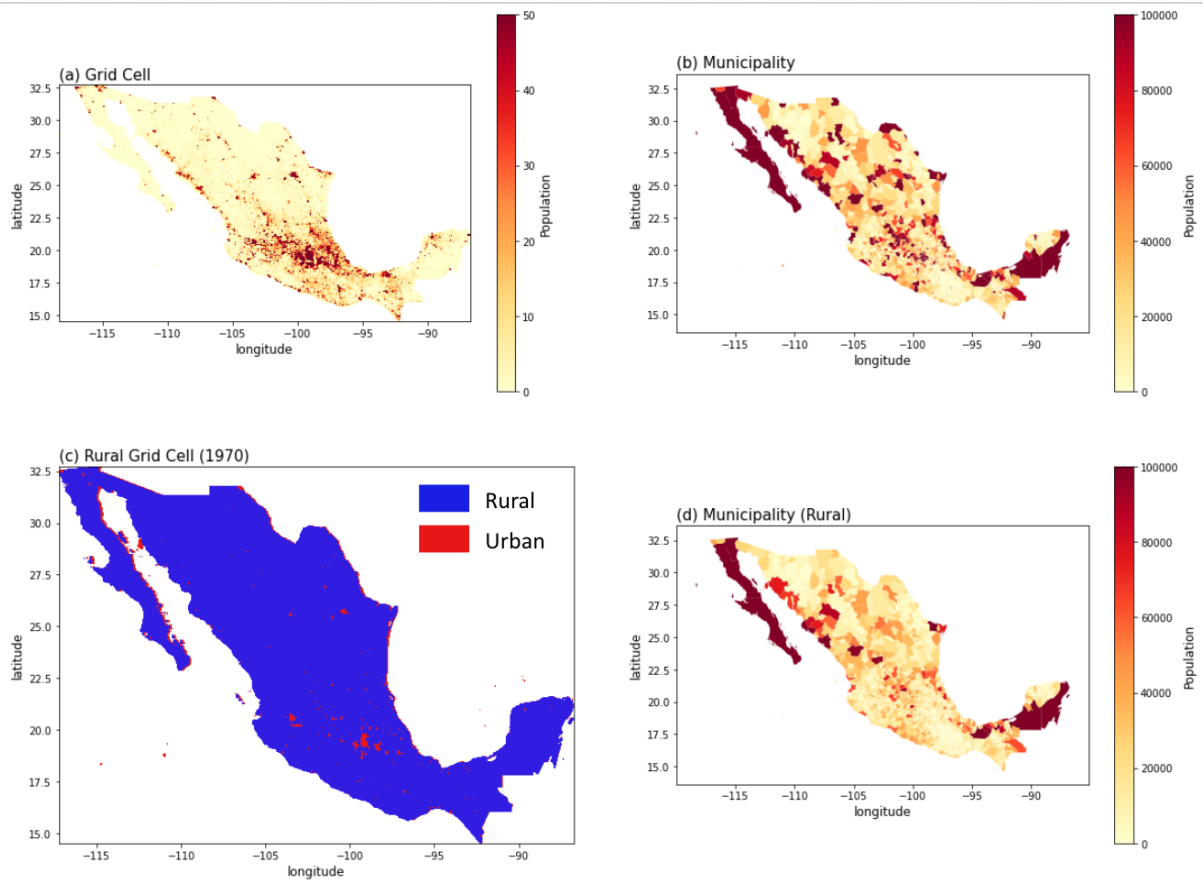 (a) Grid Cell
32.5
30.0
27.5
25.0
22.5
20.0
17.5
15.0
latitude
−115 −110 −105 −100 −95 −90
longitude
50
40
30
20
10
0
Population
(b) Municipality
32.5
30.0
27.5
25.0
22.5
20.0
17.5
15.0
latitude
−115 −110 −105 −100 −95 −90
longitude
100000
80000
60000
40000
20000
0
Population
(c) Rural Grid Cell (1970)
Rural
Urban
32.5
30.0
27.5
25.0
22.5
20.0
17.5
15.0
latitude
−115 −110 −105 −100 −95 −90
longitude
(d) Municipality (Rural)
32.5
30.0
27.5
25.0
22.5
20.0
17.5
15.0
latitude
−115 −110 −105 −100 −95 −90
longitude
100000
80000
60000
40000
20000
0
Population